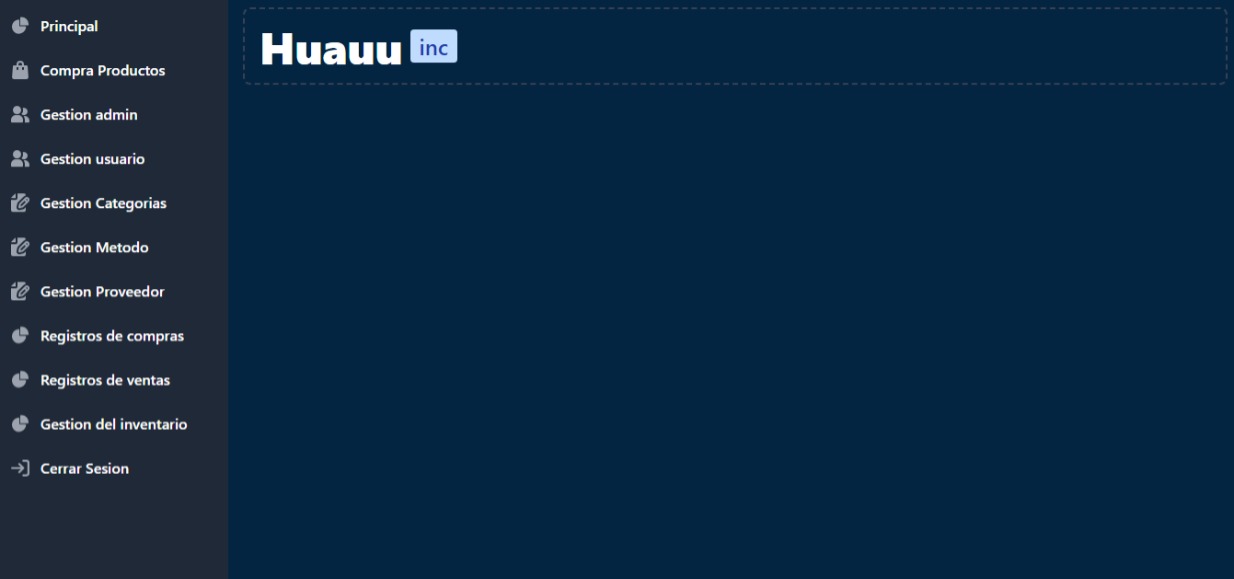 Principal
Compra Productos
Gestion admin
Gestion usuario
Gestion Categorias
Gestion Metodo
Gestion Proveedor
Registros de compras
Registros de ventas
Gestion del inventario
Cerrar Sesion
Huauu inc